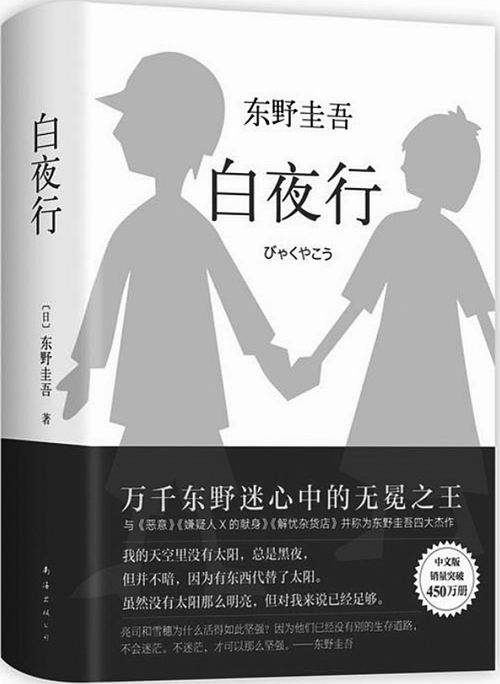 白夜行
[日] 东野圭吾 著
南海出版公司
东野圭吾
白夜行
びゃくやこう
万千东野迷心中的无冕之王
与《恶意》《嫌疑人X的献身》《解忧杂货店》并称为东野圭吾四大杰作
我的天空里没有太阳，总是黑夜，
但并不暗，因为有东西代替了太阳。
虽然没有太阳那么明亮，但对我来说已经足够。
亮司和雪穗为什么活得如此坚强？因为他们已经没有别的生存道路，
不会迷茫。不迷茫，才可以那么坚强。——东野圭吾
中文版
销量突破
450万册